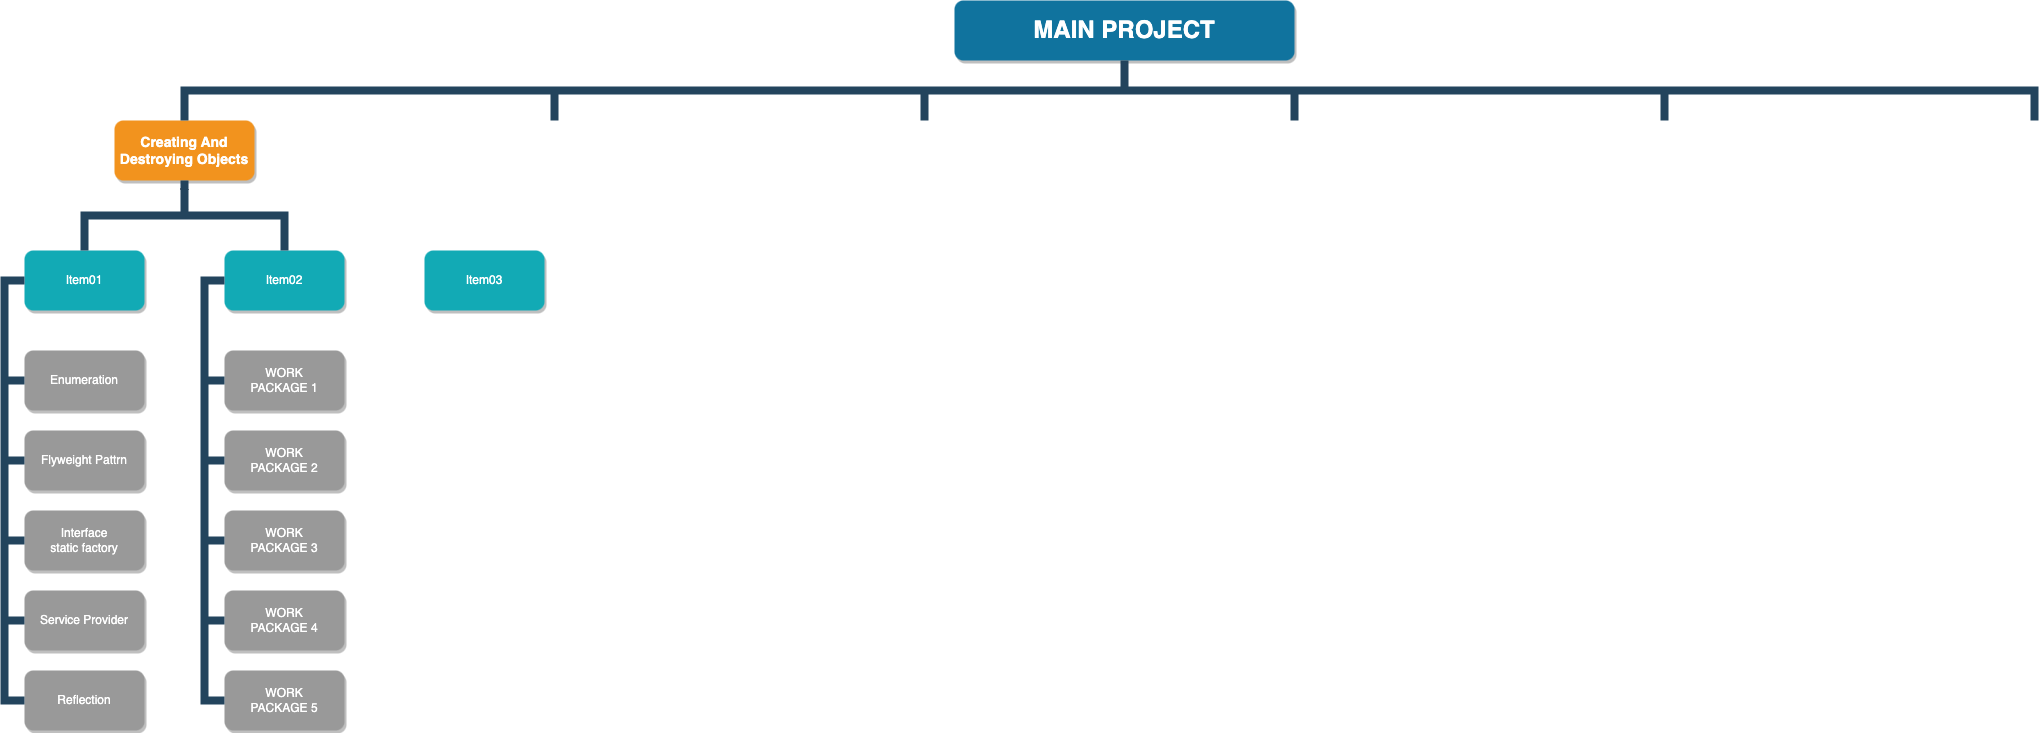 MAIN PROJECT
Creating And
Destroying Objects
Item01
Item02
Item03
Enumeration
WORK
PACKAGE 1
Flyweight Pattrn
WORK
PACKAGE 2
Interface
static factory
WORK
PACKAGE 3
Service Provider
WORK
PACKAGE 4
Reflection
WORK
PACKAGE 5